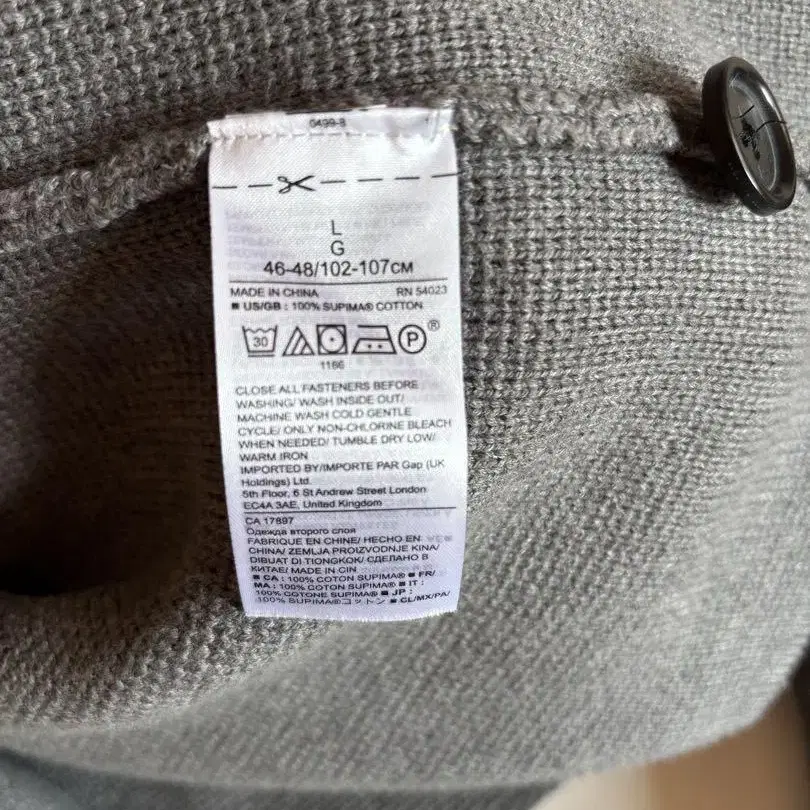 0499-8
L
G
46-48/102-107CM
MADE IN CHINA RN 54023
■ US/GB : 100% SUPIMA® COTTON
30 P ®
1166
CLOSE ALL FASTENERS BEFORE
WASHING/ WASH INSIDE OUT/
MACHINE WASH COLD GENTLE
CYCLE/ ONLY NON-CHLORINE BLEACH
WHEN NEEDED/ TUMBLE DRY LOW/
WARM IRON
IMPORTED BY/IMPORTE PAR Gap (UK
Holdings) Ltd.
5th Floor, 6 St Andrew Street London
EC4A 3AE, United Kingdom
CA 17897
Одежда второго слоя
FABRIQUE EN CHINE/ HECHO EN
CHINA/ ZEMLJA PROIZVODNJE KINA/
DIBUAT DI TIONGKOK/ СДЕЛАНО В
КИТАЕ/ MADE IN CIN
■ CA : 100% COTON SUPIMA® ■ FR/
MA : 100% COTON SUPIMA® ■ IT :
100% COTONE SUPIMA® ■ JP :
100% SUPIMA®コットン ■ CL/MX/PA/